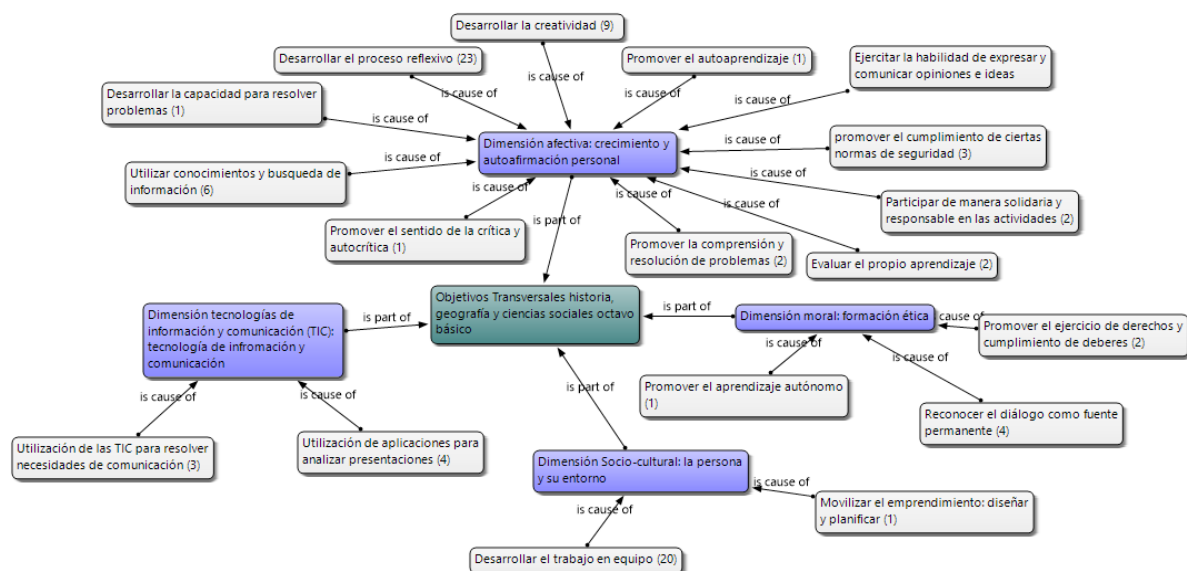 Desarrollar la creatividad (9)
is cause of
Desarrollar el proceso reflexivo (23)
is cause of
Promover el autoaprendizaje (1)
is cause of
Ejercitar la habilidad de expresar y
comunicar opiniones e ideas
is cause of
Desarrollar la capacidad para resolver
problemas (1)
is cause of
Dimensión afectiva: crecimiento y
autoafirmación personal
is cause of
promover el cumplimiento de ciertas
normas de seguridad (3)
Utilizar conocimientos y busqueda de
información (6)
is cause of
is cause of
Participar de manera solidaria y
responsable en las actividades (2)
is cause of
Promover el sentido de la crítica y
autocrítica (1)
is part of
is cause of
Promover la comprensión y
resolución de problemas (2)
is cause of
Evaluar el propio aprendizaje (2)
Objetivos Transversales historia,
geografía y ciencias sociales octavo
básico
Dimensión tecnologías de
información y comunicación (TIC):
tecnología de infromación y
comunicación
is part of
is part of
Dimensión moral: formación ética
cause of
Promover el ejercicio de derechos y
cumplimiento de deberes (2)
is cause of
Promover el aprendizaje autónomo
(1)
is cause of
Reconocer el diálogo como fuente
permanente (4)
is cause of
Utilización de las TIC para resolver
necesidades de comunicación (3)
is cause of
Utilización de aplicaciones para
analizar presentaciones (4)
is part of
Dimensión Socio-cultural: la persona
y su entorno
is cause of
Movilizar el emprendimiento: diseñar
y planificar (1)
is cause of
Desarrollar el trabajo en equipo (20)